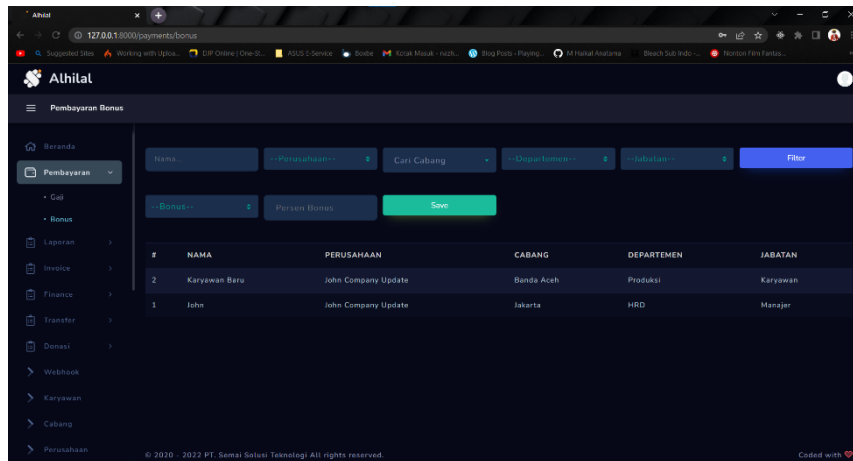 Alhilal
127.0.0.1:8000/payments/bonus
Suggested Sites
Working with Uploa...
DJP Online | One-St...
ASUS E-Service
Boxbe
Kotak Masak - nazh...
Blog Posts - Playing...
M Haikal Anatama
Bleach Sub Indo -...
Nonton Film Fantas...
Alhilal
Pembayaran Bonus
Beranda
Pembayaran
Gaji
Bonus
Laporan
Invoice
Finance
Transfer
Donasi
Webhook
Karyawan
Cabang
Perusahaan
Nama..
--Perusahaan--
Cari Cabang
--Departemen--
--Jabatan--
Filter
--Bonus--
Persen Bonus
Save
# NAMA PERUSAHAAN CABANG DEPARTEMEN JABATAN
2 Karyawan Baru John Company Update Banda Aceh Produksi Karyawan
1 John John Company Update Jakarta HRD Manajer
© 2020 - 2022 PT. Semai Solusi Teknologi All rights reserved.
Coded with